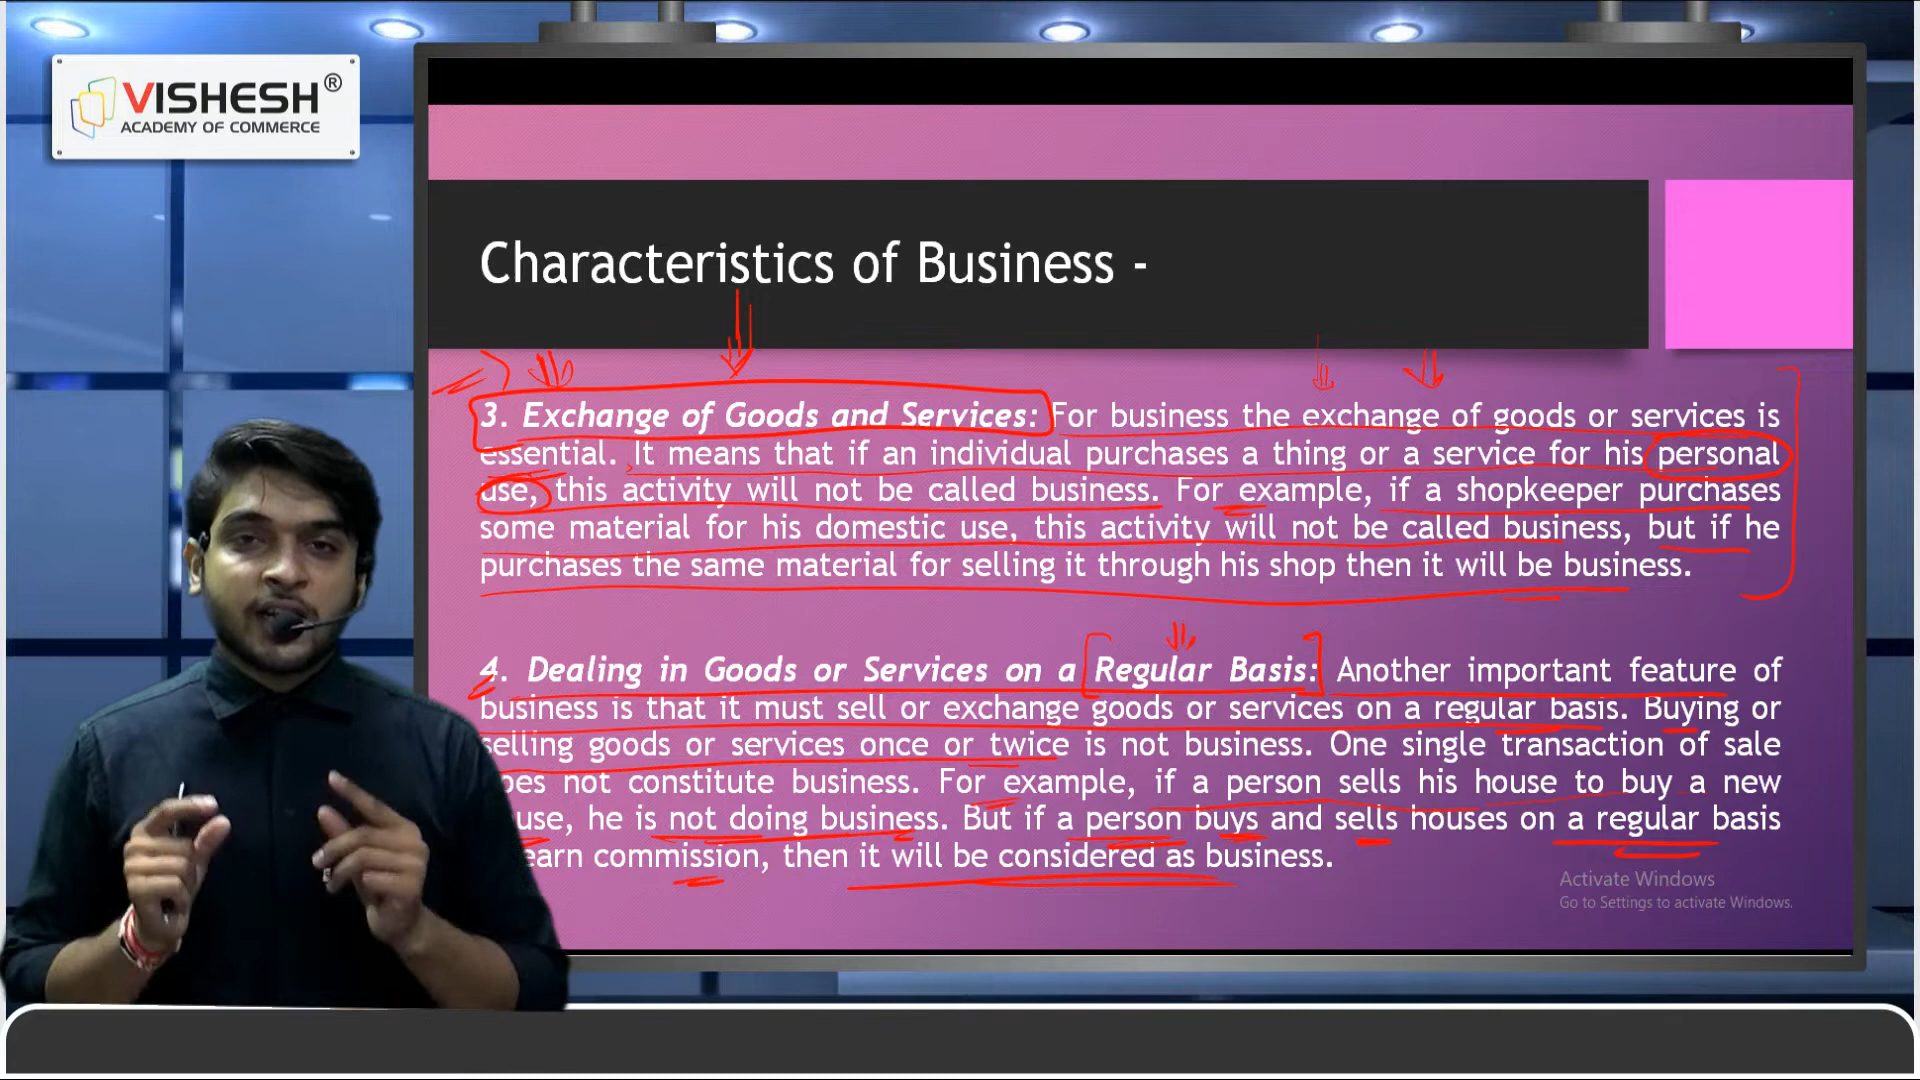 VISHESH®
ACADEMY OF COMMERCE
Characteristics of Business -
3. Exchange of Goods and Services: For business the exchange of goods or services is
essential. It means that if an individual purchases a thing or a service for his personal
use, this activity will not be called business. For example, if a shopkeeper purchases
some material for his domestic use, this activity will not be called business, but if he
purchases the same material for selling it through his shop then it will be business.
4. Dealing in Goods or Services on a Regular Basis: Another important feature of
business is that it must sell or exchange goods or services on a regular basis. Buying or
selling goods or services once or twice is not business. One single transaction of sale
oes not constitute business. For example, if a person sells his house to buy a new
use, he is not doing business. But if a person buys and sells houses on a regular basis
earn commission, then it will be considered as business.
Activate Windows
Go to Settings to activate Windows.